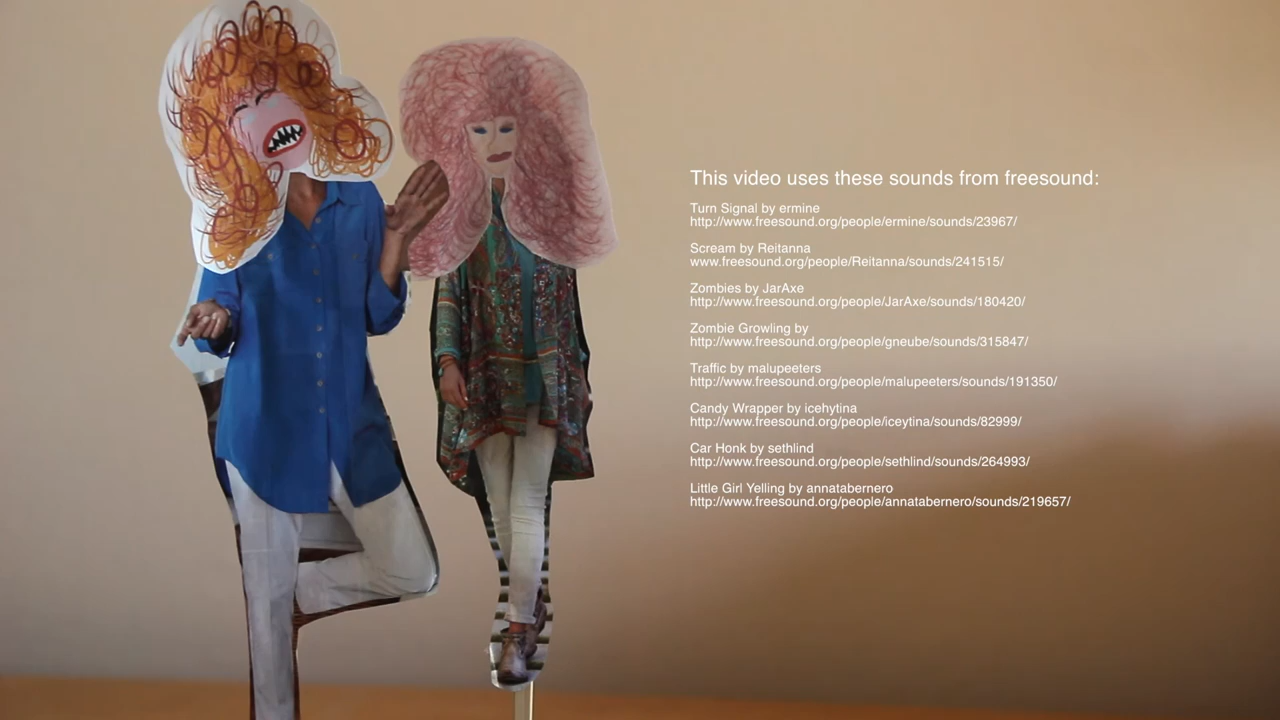 This video uses these sounds from freesound:
Turn Signal by ermine
http://www.freesound.org/people/ermine/sounds/23967/
Scream by Reitanna
www.freesound.org/people/Reitanna/sounds/241515/
Zombies by JarAxe
http://www.freesound.org/people/JarAxe/sounds/180420/
Zombie Growling by
http://www.freesound.org/people/gneube/sounds/315847/
Traffic by malupeeters
http://www.freesound.org/people/malupeeters/sounds/191350/
Candy Wrapper by icehytina
http://www.freesound.org/people/iceytina/sounds/82999/
Car Honk by sethlind
http://www.freesound.org/people/sethlind/sounds/264993/
Little Girl Yelling by annatabernero
http://www.freesound.org/people/annatabernero/sounds/219657/